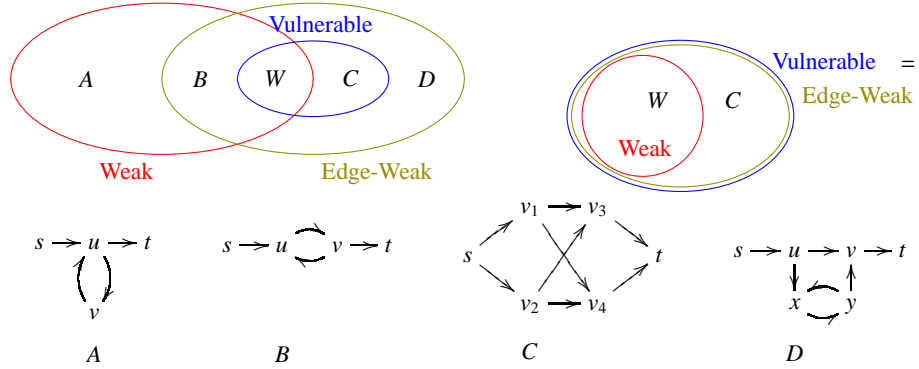 Vulnerable
A B W C D
Weak Edge-Weak
Vulnerable =
Edge-Weak
W C
Weak
s u t
v
A
s u v t
B
v1 v3
s t
v2 v4
C
s u v t
x y
D